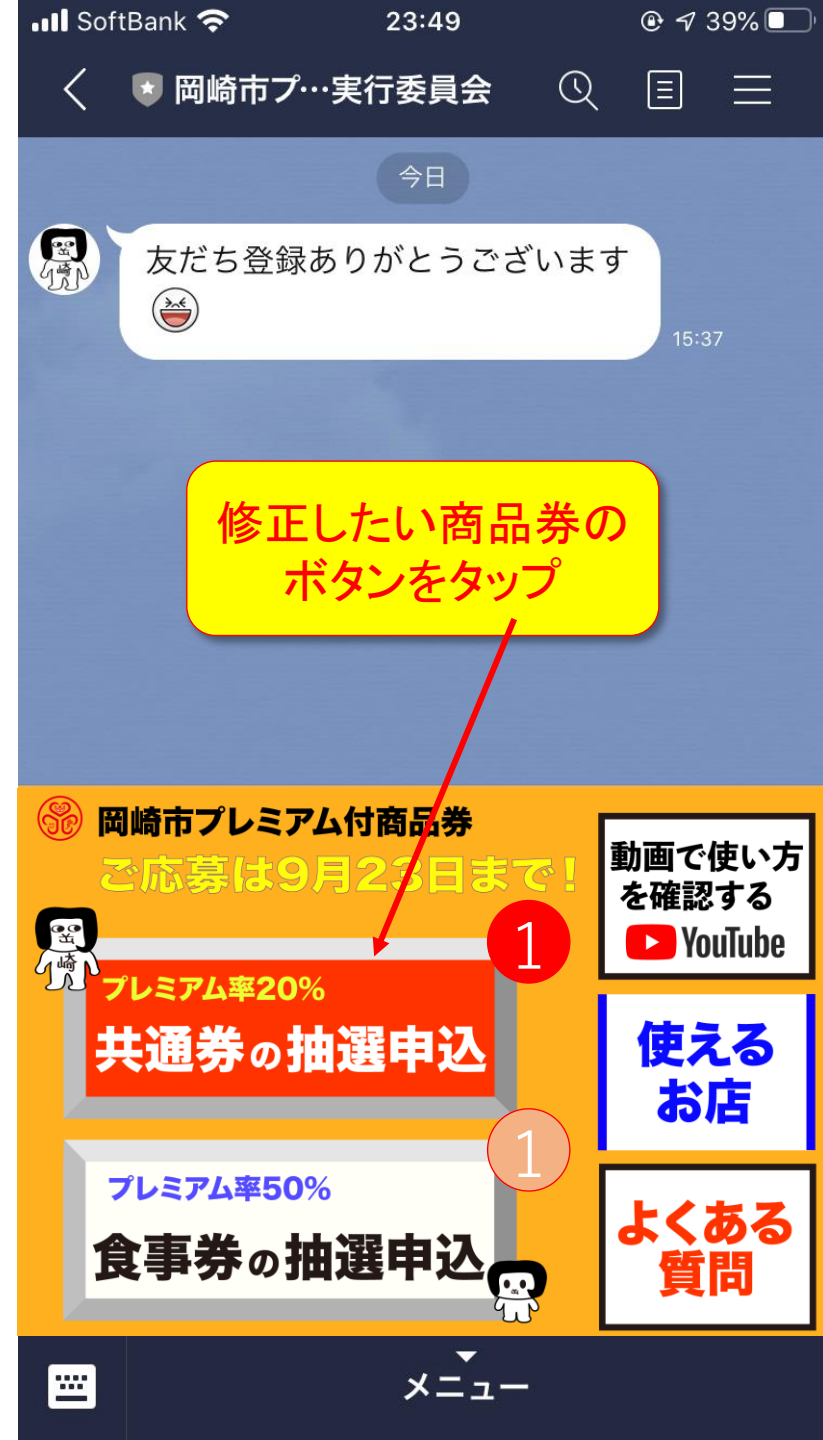 SoftBank 23:49 39%
岡崎市プ…実行委員会
今日
友だち登録ありがとうございます
15:37
修正したい商品券の
ボタンをタップ
岡崎市プレミアム付商品券
ご応募は9月23日まで!
1
プレミアム率20%
共通券の抽選申込
1
プレミアム率50%
食事券の抽選申込
動画で使い方
を確認する
YouTube
使える
お店
よくある
質問
メニュー